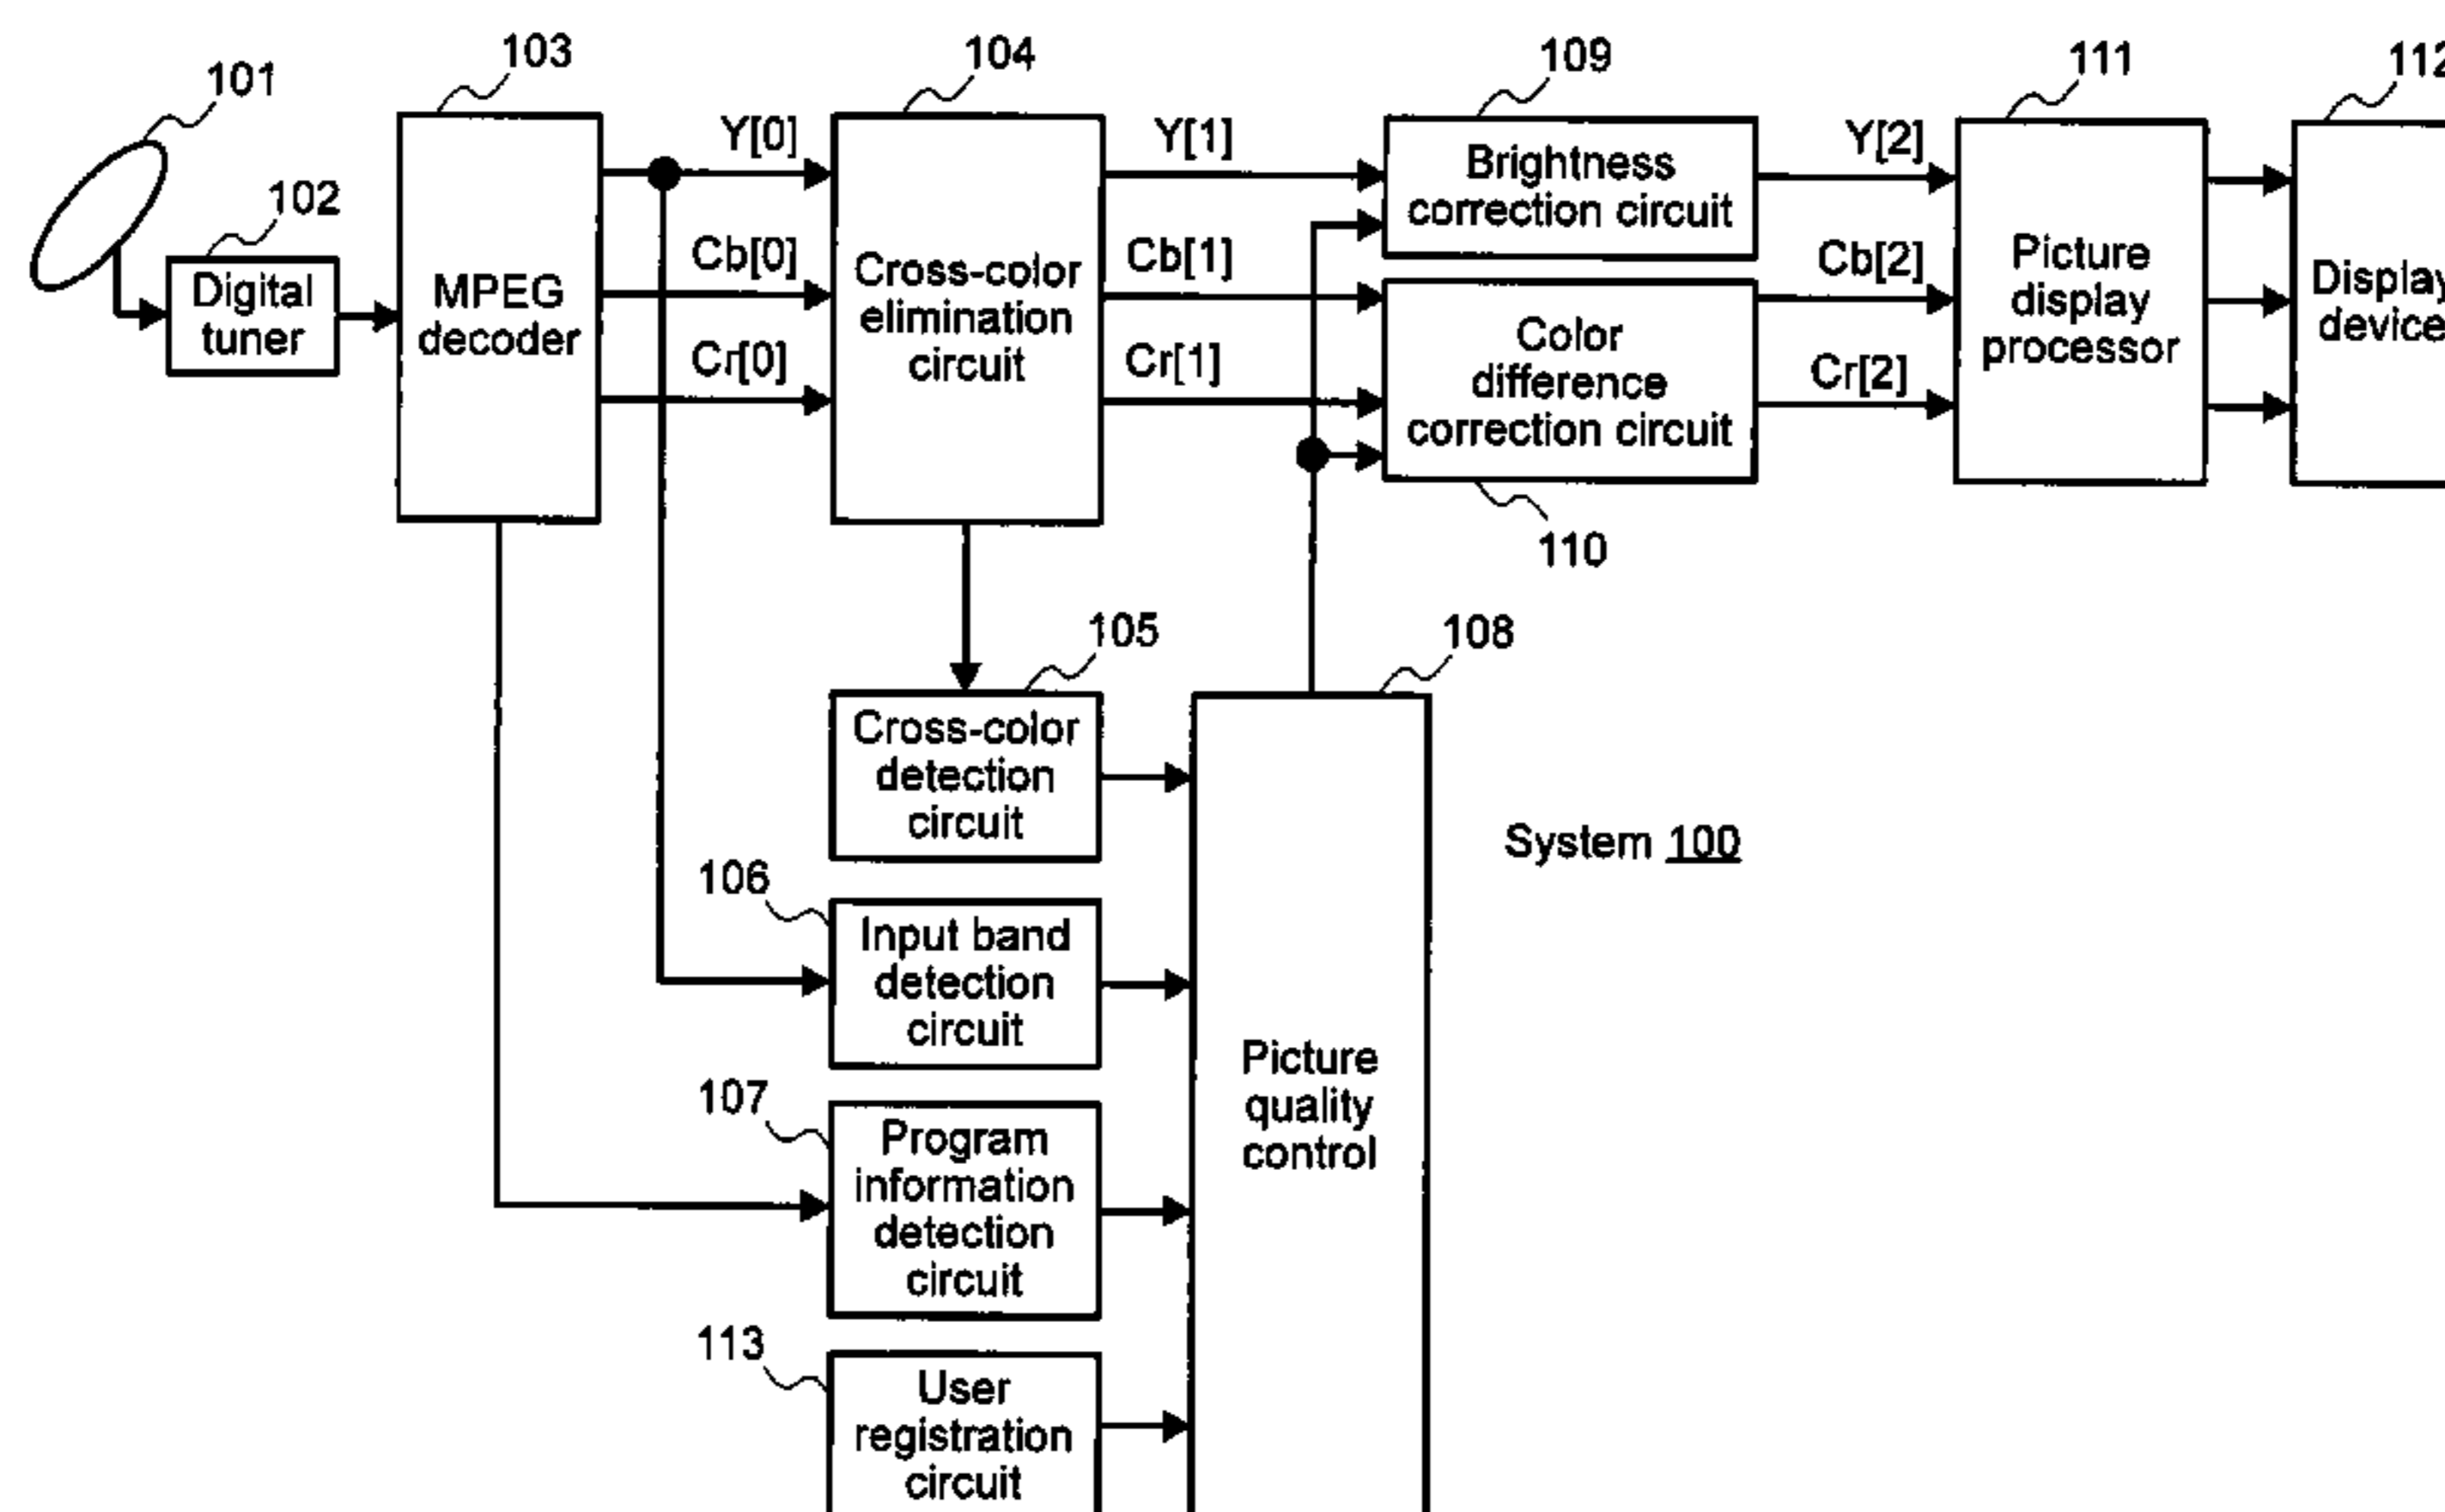 101
102
Digital
tuner
103
MPEG
decoder
Y[0]
Cb[0]
Cr[0]
104
Cross-color
elimination
circuit
Y[1]
Cb[1]
Cr[1]
109
Brightness
correction circuit
Color
difference
correction circuit
110
Y[2]
Cb[2]
Cr[2]
111
Picture
display
processor
112
Display
device
105
Cross-color
detection
circuit
106
Input band
detection
circuit
107
Program
information
detection
circuit
113
User
registration
circuit
108
Picture
quality
control
System 100